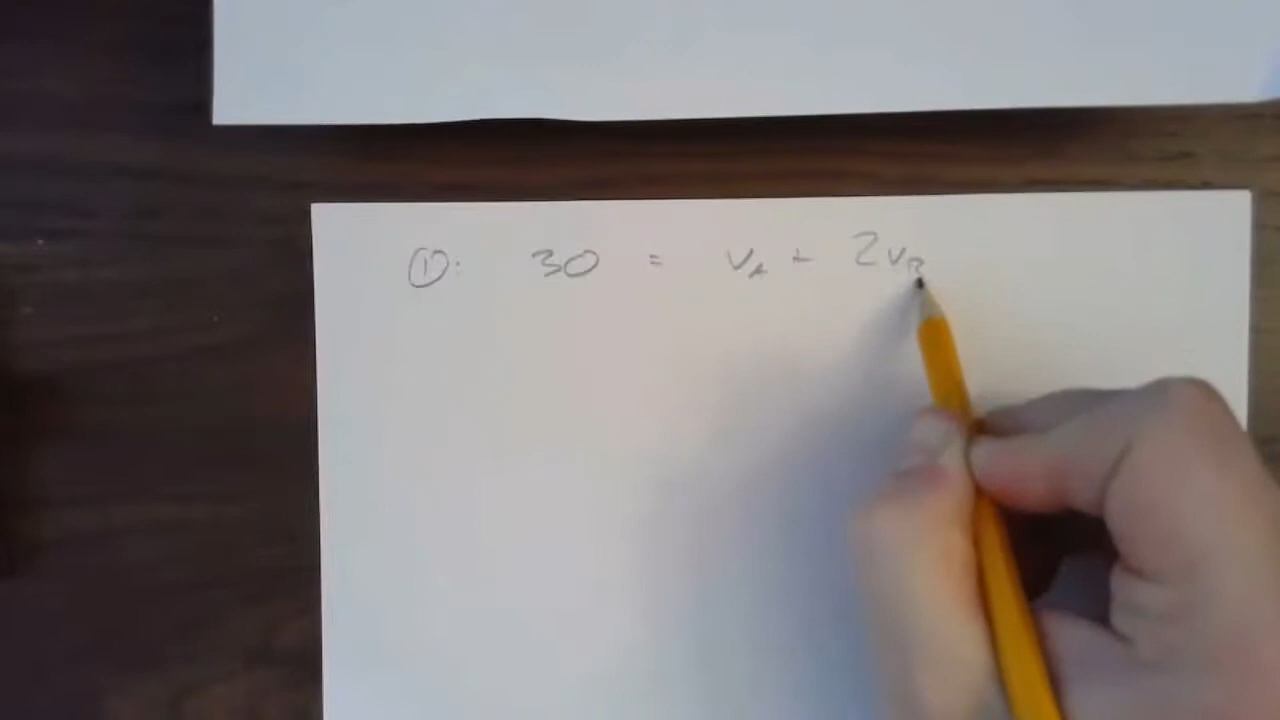 ①: 30 = vA + 2vB